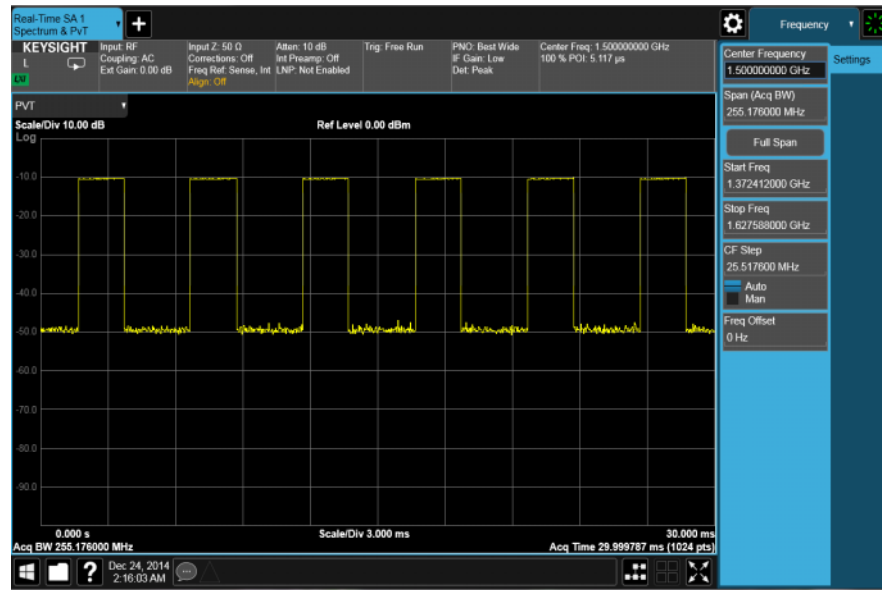 Real-Time SA 1
Spectrum & PvT
Frequency
KEYSIGHT
L
Input: RF
Coupling: AC
Ext Gain: 0.00 dB
Input Z: 50 Ω
Corrections: Off
Freq Ref: Sense, Int
Align: Off
Atten: 10 dB
Int Preamp: Off
LNP: Not Enabled
Trig: Free Run
PNO: Best Wide
IF Gain: Low
Det: Peak
Center Freq: 1.500000000 GHz
100 % POI: 5.117 µs
Center Frequency
1.500000000 GHz
Settings
Span (Acq BW)
255.176000 MHz
Full Span
Start Freq
1.372412000 GHz
Stop Freq
1.627588000 GHz
CF Step
25.517600 MHz
Auto
Man
Freq Offset
0 Hz
PVT
Scale/Div 10.00 dB
Ref Level 0.00 dBm
Log
-10.0
-20.0
-30.0
-40.0
-50.0
-60.0
-70.0
-80.0
-90.0
0.000 s
Scale/Div 3.000 ms
30.000 ms
Acq BW 255.176000 MHz
Acq Time 29.999787 ms (1024 pts)
?
Dec 24, 2014
2:16:03 AM